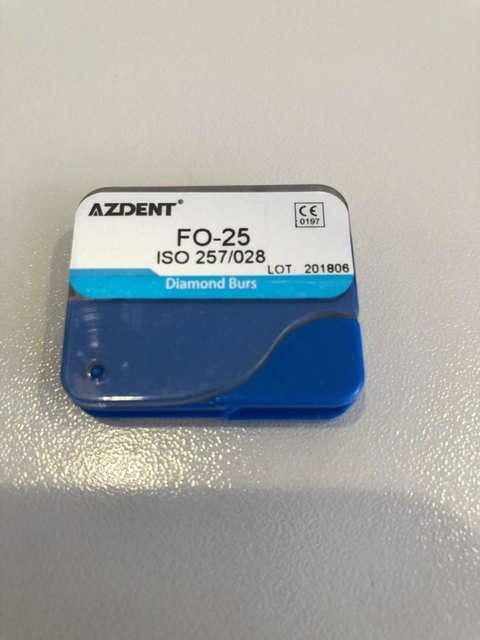 AZDENT®
CE
0197
FO-25
ISO 257/028
LOT 201806
Diamond Burs